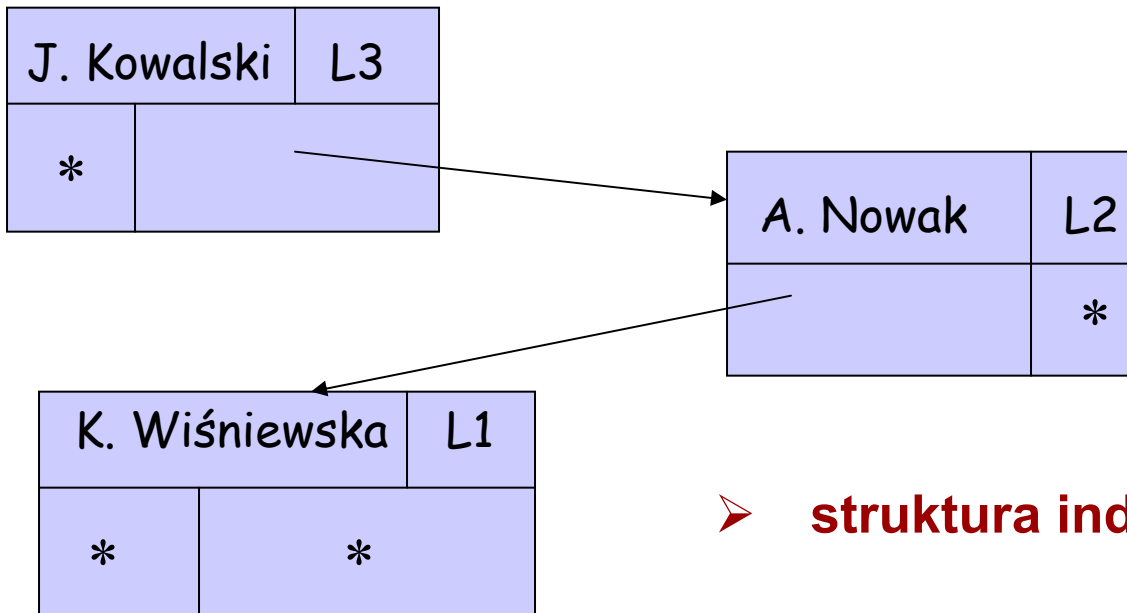 J. Kowalski L3
*
A. Nowak L2
*
K. Wiśniewska L1
* *
➢ struktura ind